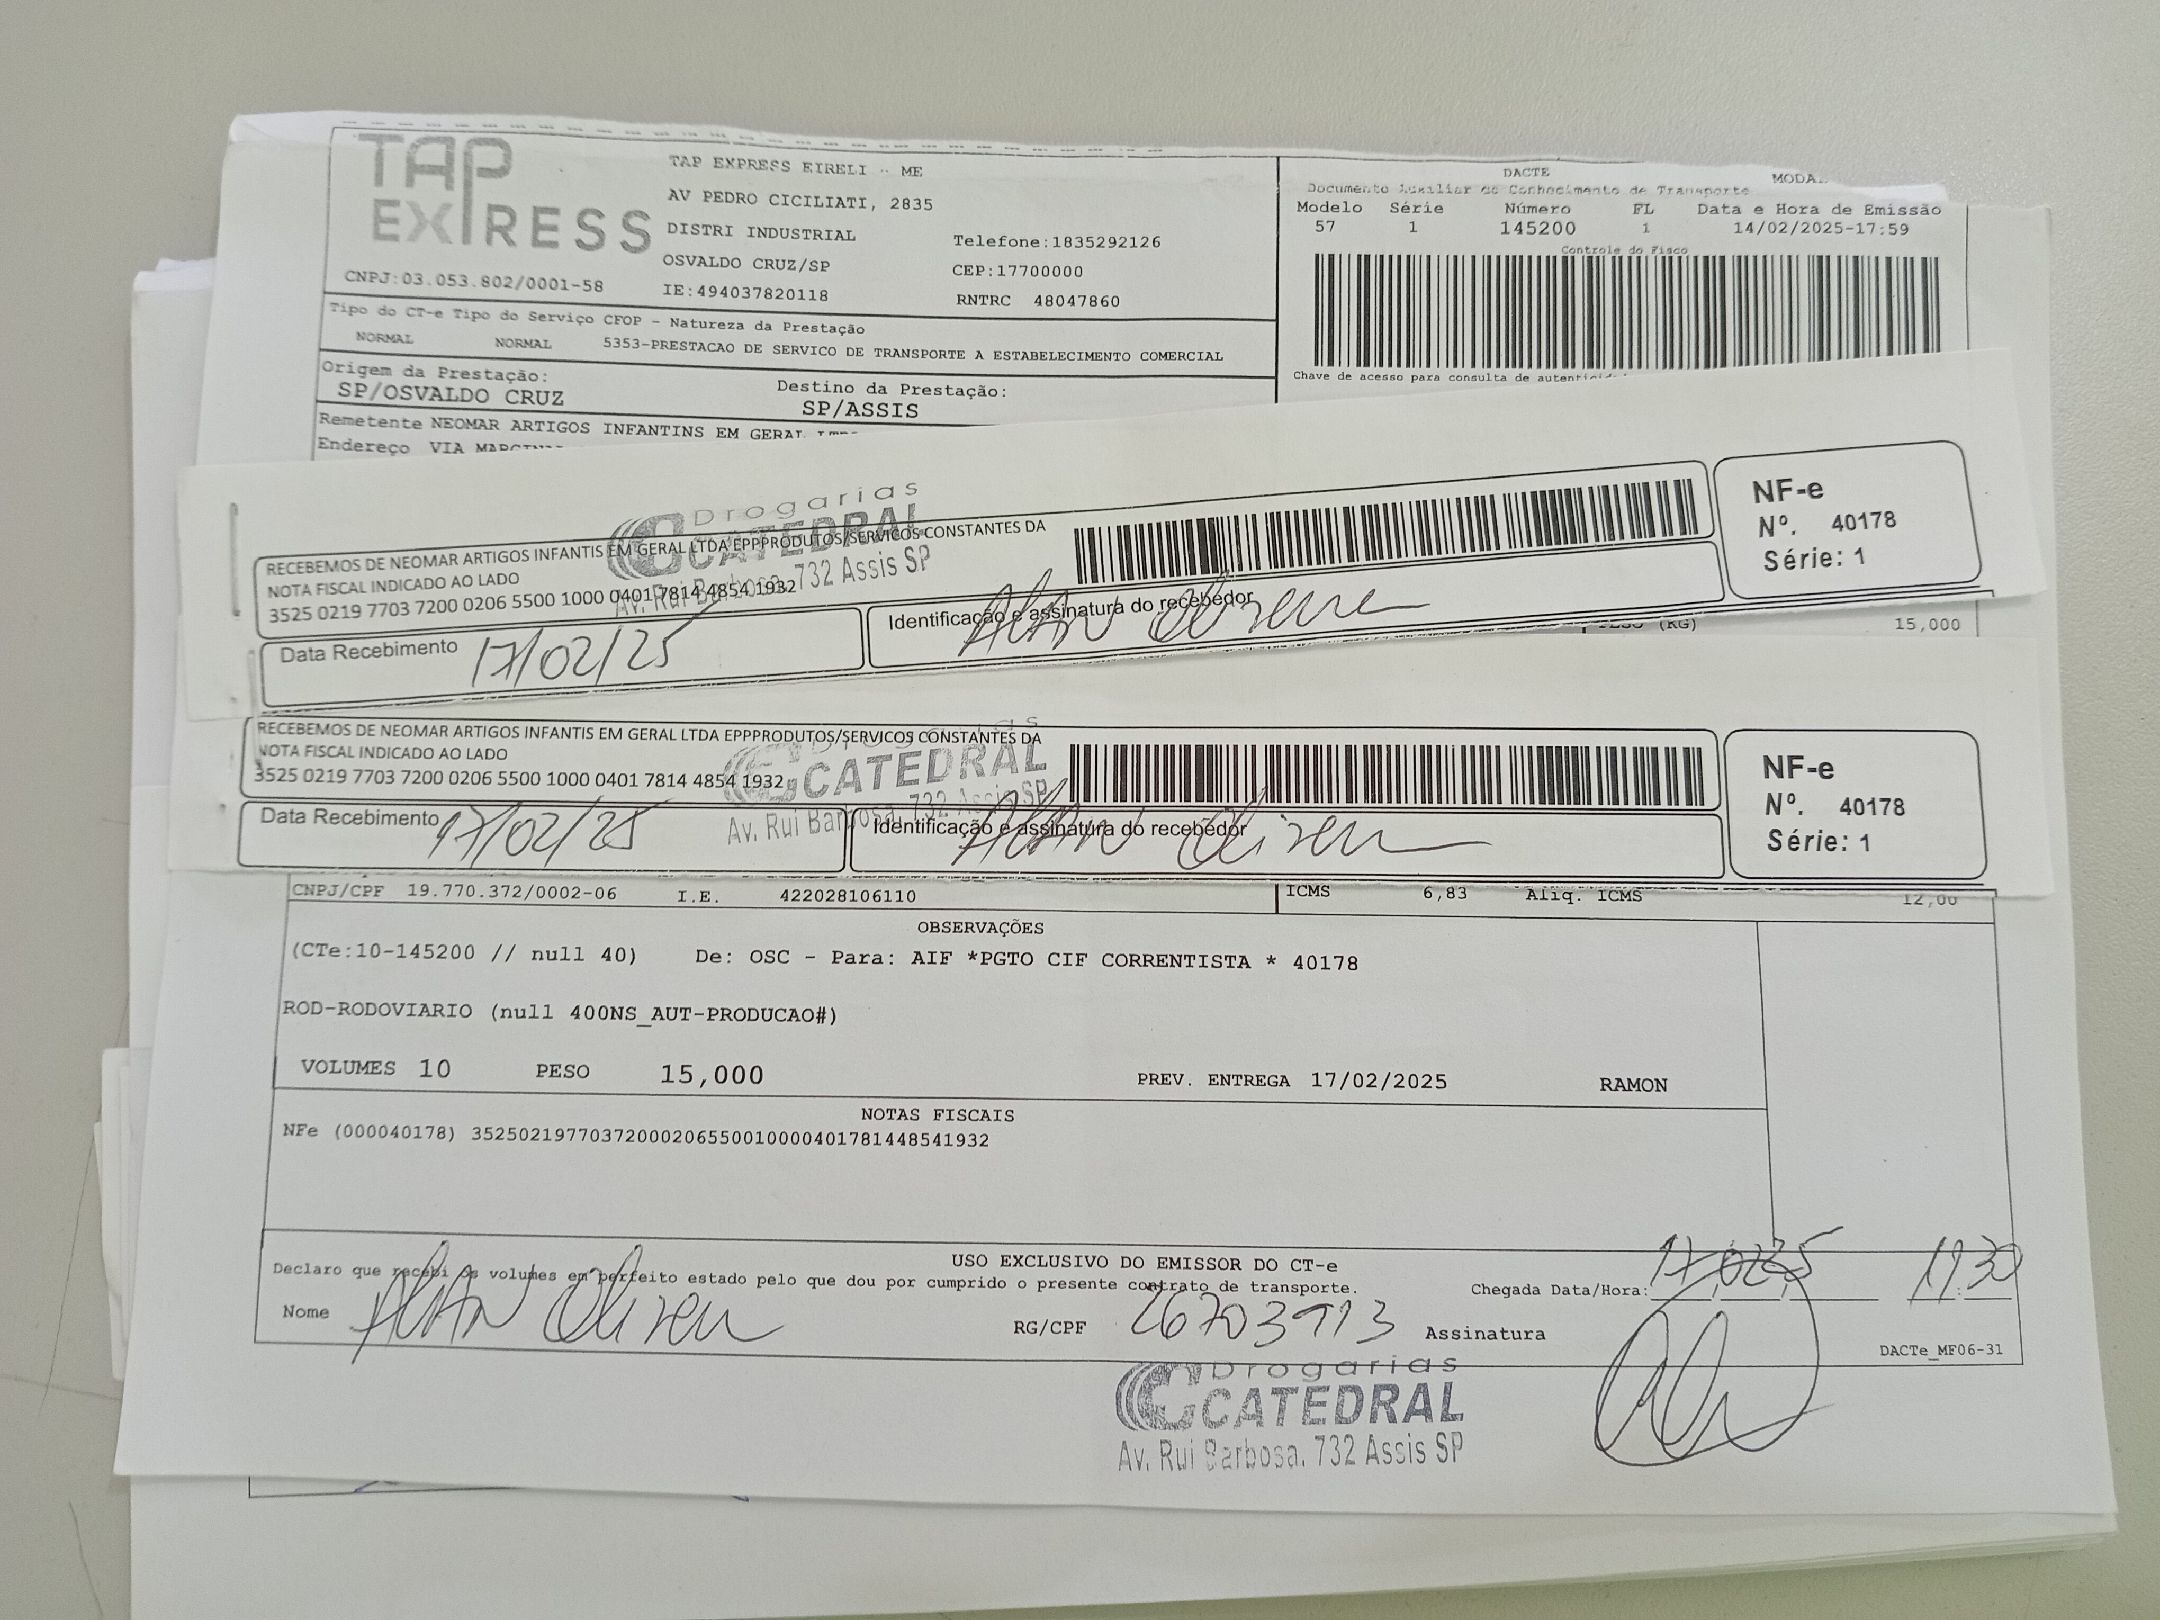 TAP
EXPRESS
TAP EXPRESS EIRELI - ME
AV PEDRO CICILIATI, 2835
DISTRI INDUSTRIAL
OSVALDO CRUZ/SP
IE:494037820118
Telefone:1835292126
CEP:17700000
RNTRC 48047860
CNPJ:03.053.802/0001-58
DACTE
Documento Auxiliar do Conhecimento de Transporte
Modelo Série Número FL Data e Hora de Emissão
57 1 145200 1 14/02/2025-17:59
Controle do Fisco
Tipo do CT-e Tipo do Serviço CFOP - Natureza da Prestação
NORMAL NORMAL 5353-PRESTACAO DE SERVICO DE TRANSPORTE A ESTABELECIMENTO COMERCIAL
Origem da Prestação: Destino da Prestação:
SP/OSVALDO CRUZ SP/ASSIS
Chave de acesso para consulta de
Remetente NEOMAR ARTIGOS INFANTINS EM GERAL
Endereço VIA
Drogarias
CATEDRAL
Av. Rui Barbosa, 732 Assis SP
RECEBEMOS DE NEOMAR ARTIGOS INFANTIS EM GERAL LTDA EPPPRODUTOS/SERVICOS CONSTANTES DA
NOTA FISCAL INDICADO AO LADO
3525 0219 7703 7200 0206 5500 1000 0401 7814 4854 1932
NF-e
Nº. 40178
Série: 1
Data Recebimento 17/02/25
Identificação e assinatura do recebedor
PESO (KG) 15,000
RECEBEMOS DE NEOMAR ARTIGOS INFANTIS EM GERAL LTDA EPPPRODUTOS/SERVICOS CONSTANTES DA
NOTA FISCAL INDICADO AO LADO
3525 0219 7703 7200 0206 5500 1000 0401 7814 4854 1932
CATEDRAL
Av. Rui Barbosa, 732 Assis SP
NF-e
Nº. 40178
Série: 1
Data Recebimento 17/02/25
Identificação e assinatura do recebedor
CNPJ/CPF 19.770.372/0002-06 I.E. 422028106110 ICMS 6,83 Aliq. ICMS 12,00
OBSERVAÇÕES
(CTe:10-145200 // null 40) De: OSC - Para: AIF *PGTO CIF CORRENTISTA * 40178
ROD-RODOVIARIO (null 400NS_AUT-PRODUCAO#)
VOLUMES 10 PESO 15,000 PREV. ENTREGA 17/02/2025 RAMON
NOTAS FISCAIS
NFe (000040178) 35250219770372000206550010000401781448541932
USO EXCLUSIVO DO EMISSOR DO CT-e
Declaro que recebi os volumes em perfeito estado pelo que dou por cumprido o presente contrato de transporte.
Chegada Data/Hora: 11:30
Nome
RG/CPF
Assinatura
DACTe_MF06-31
Drogarias
CATEDRAL
Av. Rui Barbosa, 732 Assis SP